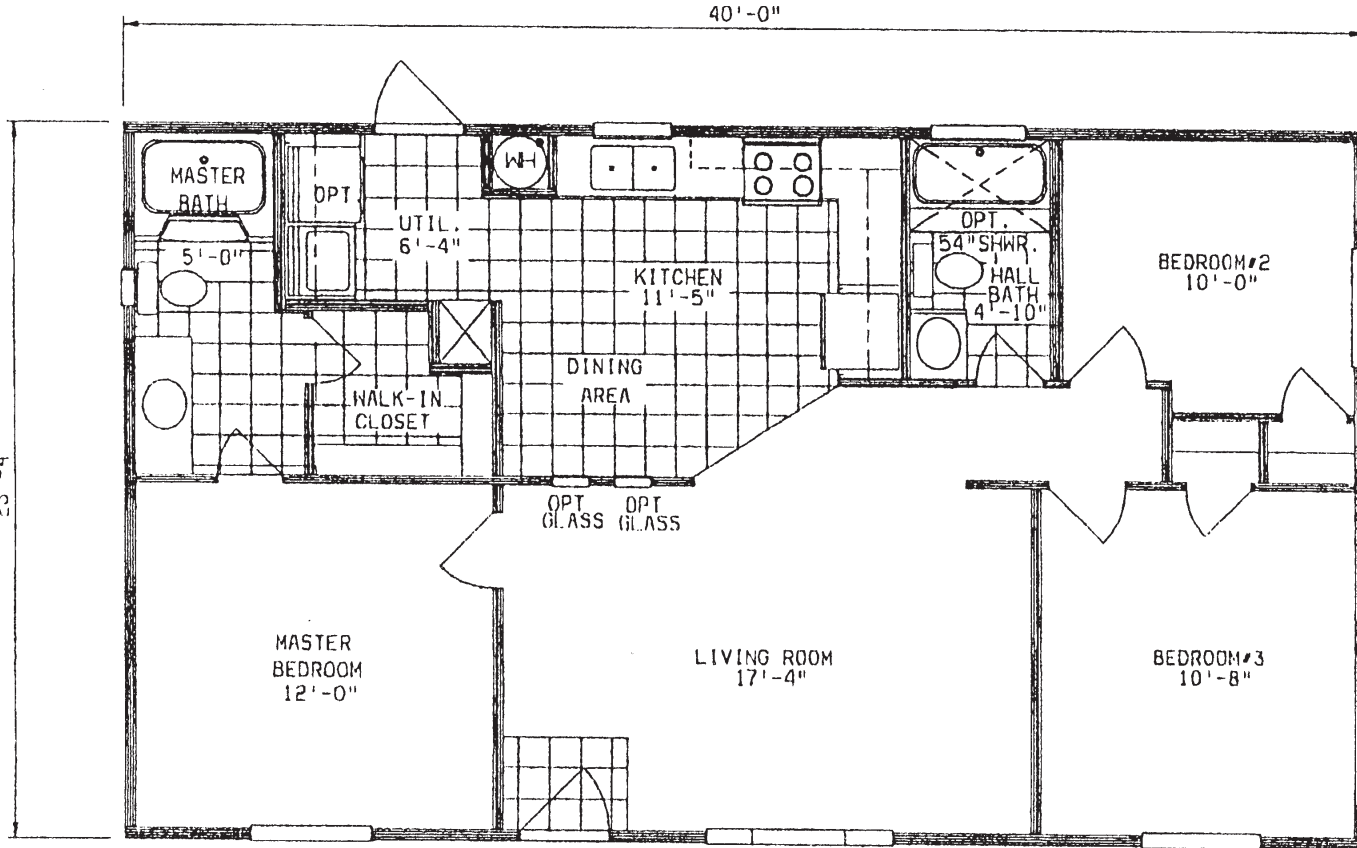 40'-0"
MASTER
BATH
5'-0"
OPT
UTIL.
6'-4"
WH
KITCHEN
11'-5"
DINING
AREA
OPT.
54"SHWR.
HALL
BATH
4'-10"
BEDROOM#2
10'-0"
WALK-IN
CLOSET
OPT
GLASS
OPT
GLASS
MASTER
BEDROOM
12'-0"
LIVING ROOM
17'-4"
BEDROOM#3
10'-8"